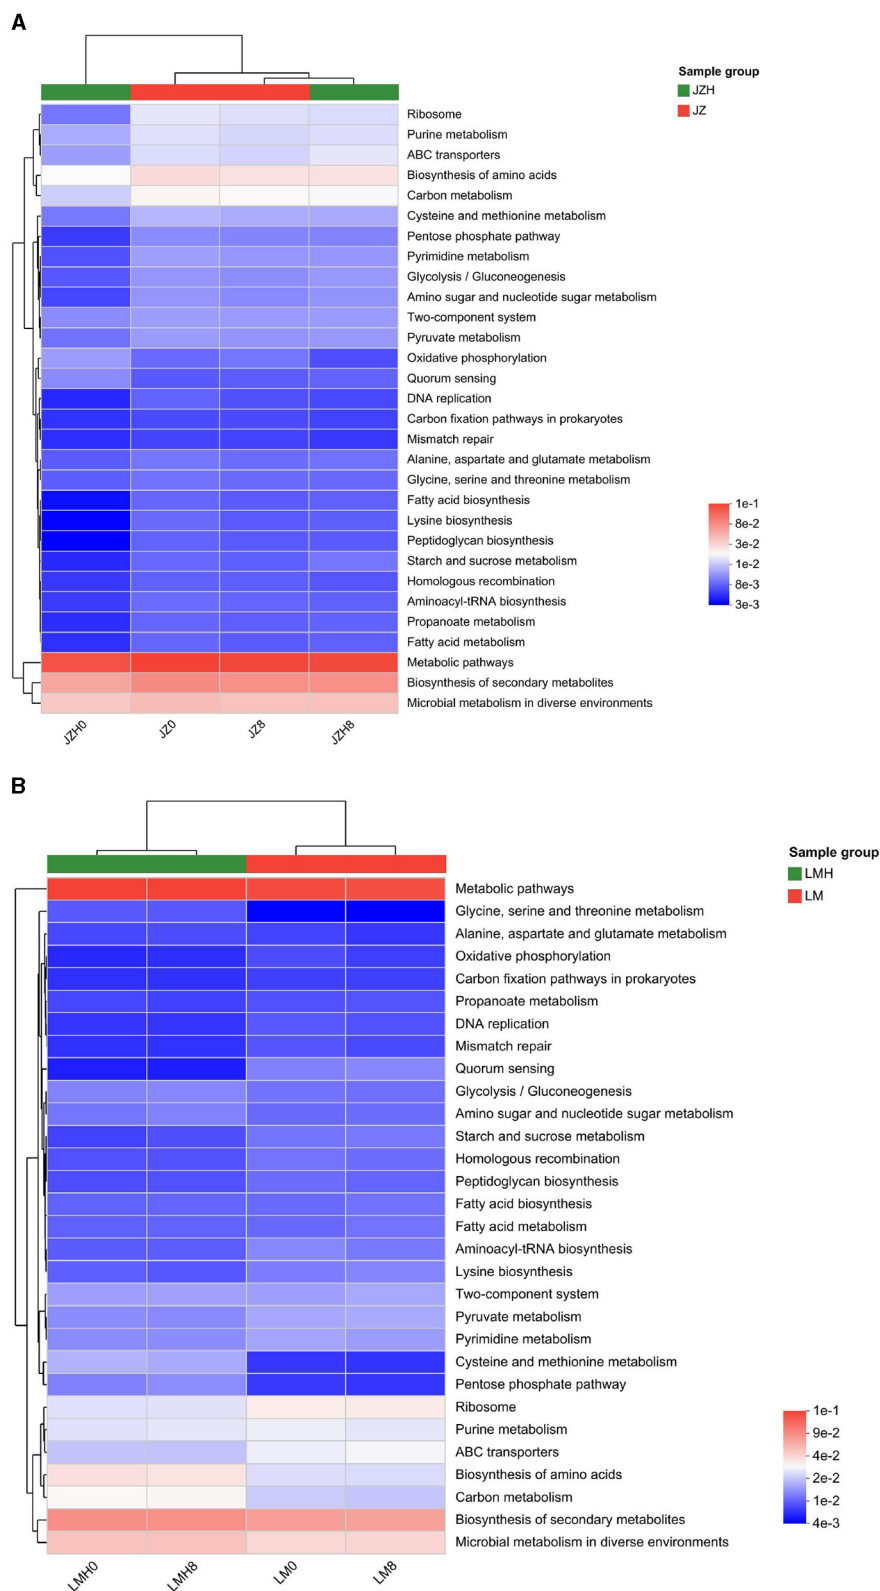 A
Sample group
JZH
JZ
Ribosome
Purine metabolism
ABC transporters
Biosynthesis of amino acids
Carbon metabolism
Cysteine and methionine metabolism
Pentose phosphate pathway
Pyrimidine metabolism
Glycolysis / Gluconeogenesis
Amino sugar and nucleotide sugar metabolism
Two-component system
Pyruvate metabolism
Oxidative phosphorylation
Quorum sensing
DNA replication
Carbon fixation pathways in prokaryotes
Mismatch repair
Alanine, aspartate and glutamate metabolism
Glycine, serine and threonine metabolism
Fatty acid biosynthesis
Lysine biosynthesis
Peptidoglycan biosynthesis
Starch and sucrose metabolism
Homologous recombination
Aminoacyl-tRNA biosynthesis
Propanoate metabolism
Fatty acid metabolism
Metabolic pathways
Biosynthesis of secondary metabolites
Microbial metabolism in diverse environments
1e-1
8e-2
3e-2
1e-2
8e-3
3e-3
JZH0
JZ0
JZ8
JZH8
B
Sample group
LMH
LM
Metabolic pathways
Glycine, serine and threonine metabolism
Alanine, aspartate and glutamate metabolism
Oxidative phosphorylation
Carbon fixation pathways in prokaryotes
Propanoate metabolism
DNA replication
Mismatch repair
Quorum sensing
Glycolysis / Gluconeogenesis
Amino sugar and nucleotide sugar metabolism
Starch and sucrose metabolism
Homologous recombination
Peptidoglycan biosynthesis
Fatty acid biosynthesis
Fatty acid metabolism
Aminoacyl-tRNA biosynthesis
Lysine biosynthesis
Two-component system
Pyruvate metabolism
Pyrimidine metabolism
Cysteine and methionine metabolism
Pentose phosphate pathway
Ribosome
Purine metabolism
ABC transporters
Biosynthesis of amino acids
Carbon metabolism
Biosynthesis of secondary metabolites
Microbial metabolism in diverse environments
1e-1
9e-2
4e-2
2e-2
1e-2
4e-3
LMH0
LMH8
LM0
LM8